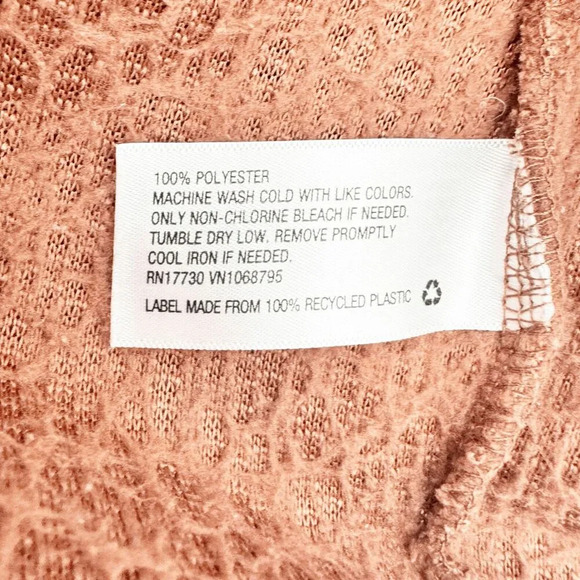 100% POLYESTER
MACHINE WASH COLD WITH LIKE COLORS.
ONLY NON-CHLORINE BLEACH IF NEEDED.
TUMBLE DRY LOW. REMOVE PROMPTLY
COOL IRON IF NEEDED.
RN17730 VN1068795
LABEL MADE FROM 100% RECYCLED PLASTIC